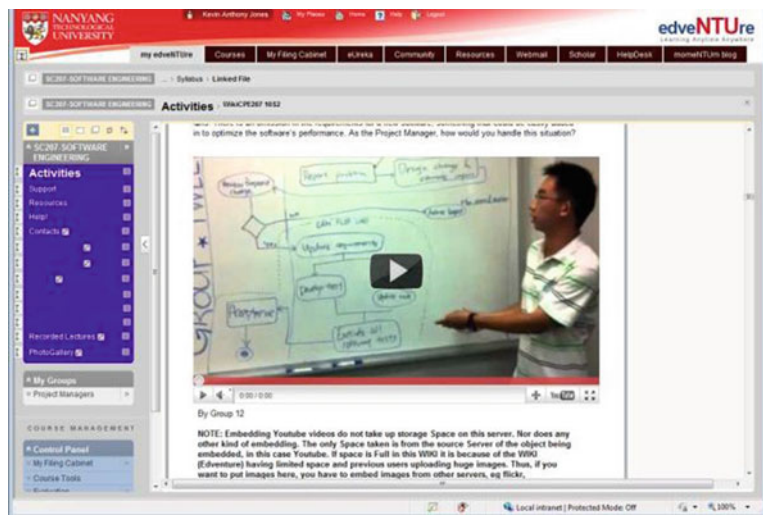 NANYANG
TECHNOLOGICAL
UNIVERSITY
Kevin Anthony Jones My Places Home Help Logout
edveNTUre
Learning Anytime Anywhere
my edveNTUre Courses My Filing Cabinet eUreka Community Resources Webmail Scholar HelpDesk momeNTUm blog
SC207-SOFTWARE ENGINEERING ... > Syllabus > Linked File
SC207-SOFTWARE ENGINEERING Activities
in to optimize the software's performance. As the Project Manager, how would you handle this situation?
SC207-SOFTWARE
ENGINEERING
Activities
Support
Resources
Help!
Contacts
Recorded Lectures
PhotoGallery
My Groups
Project Managers
COURSE MANAGEMENT
Control Panel
My Filing Cabinet
Course Tools
GROUP
Update requirements
0:00 / 0:00
You Tube
By Group 12
NOTE: Embedding Youtube videos do not take up storage Space on this server. Nor does any
other kind of embedding. The only Space taken is from the source Server of the object being
embedded, in this case Youtube. If space is Full in this WIKI it is because of the WIKI
(Edventure) having limited space and previous users uploading huge images. Thus, if you
want to put images here, you have to embed images from other servers, eg flickr,
Local intranet | Protected Mode: Off 100%